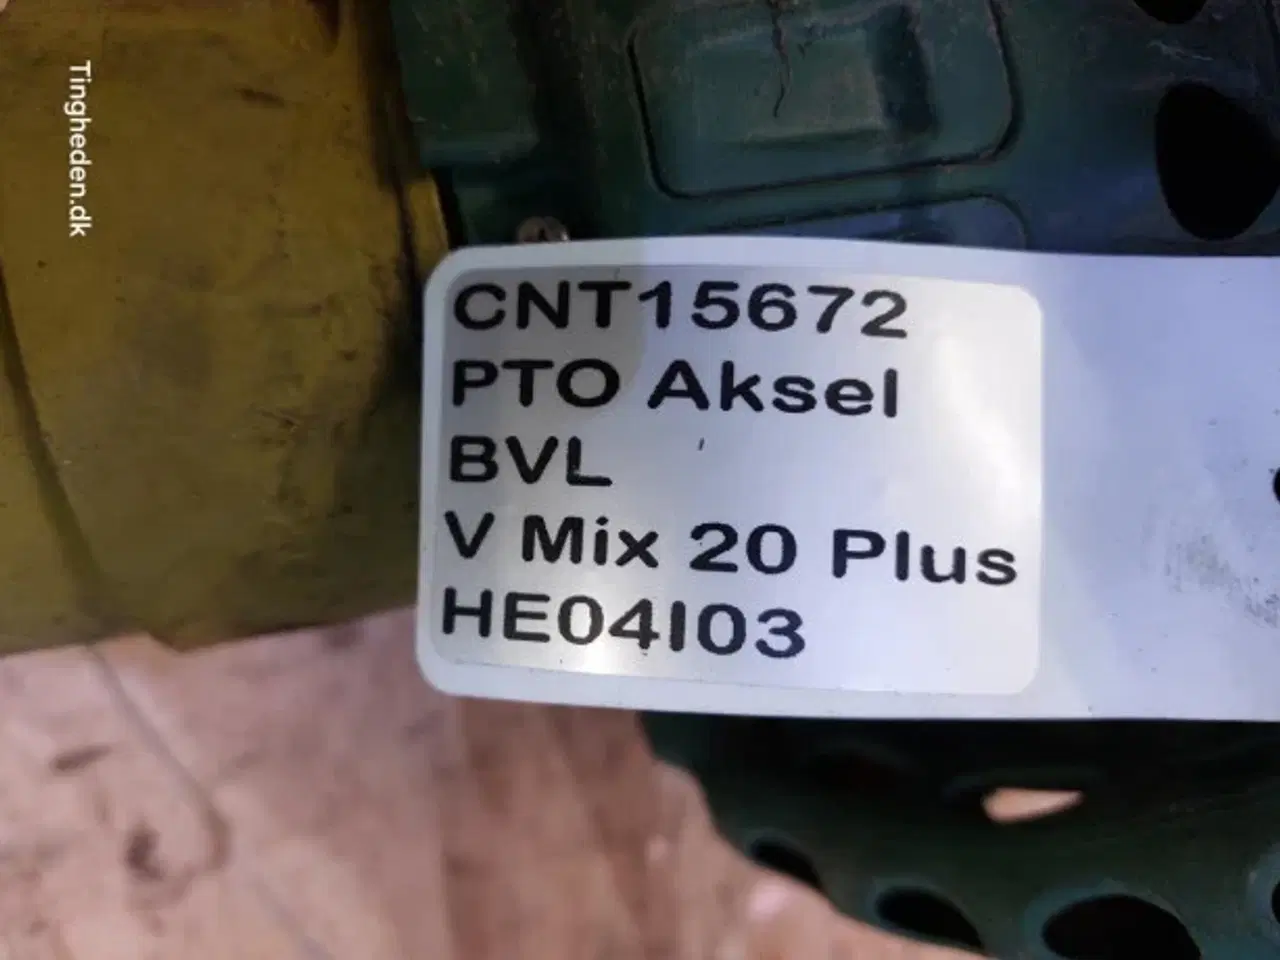 Tingheden.dk
CNT15672
PTO Aksel
BVL
V Mix 20 Plus
HE04I03